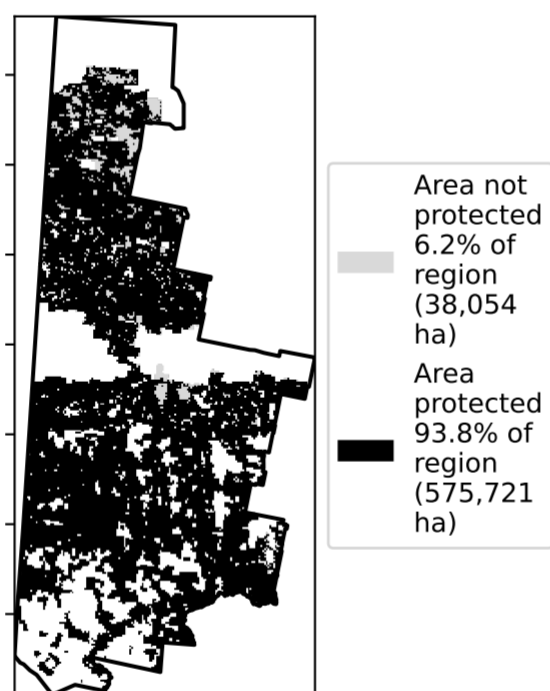 Area not
protected
6.2% of
region
(38,054
ha)
Area
protected
93.8% of
region
(575,721
ha)